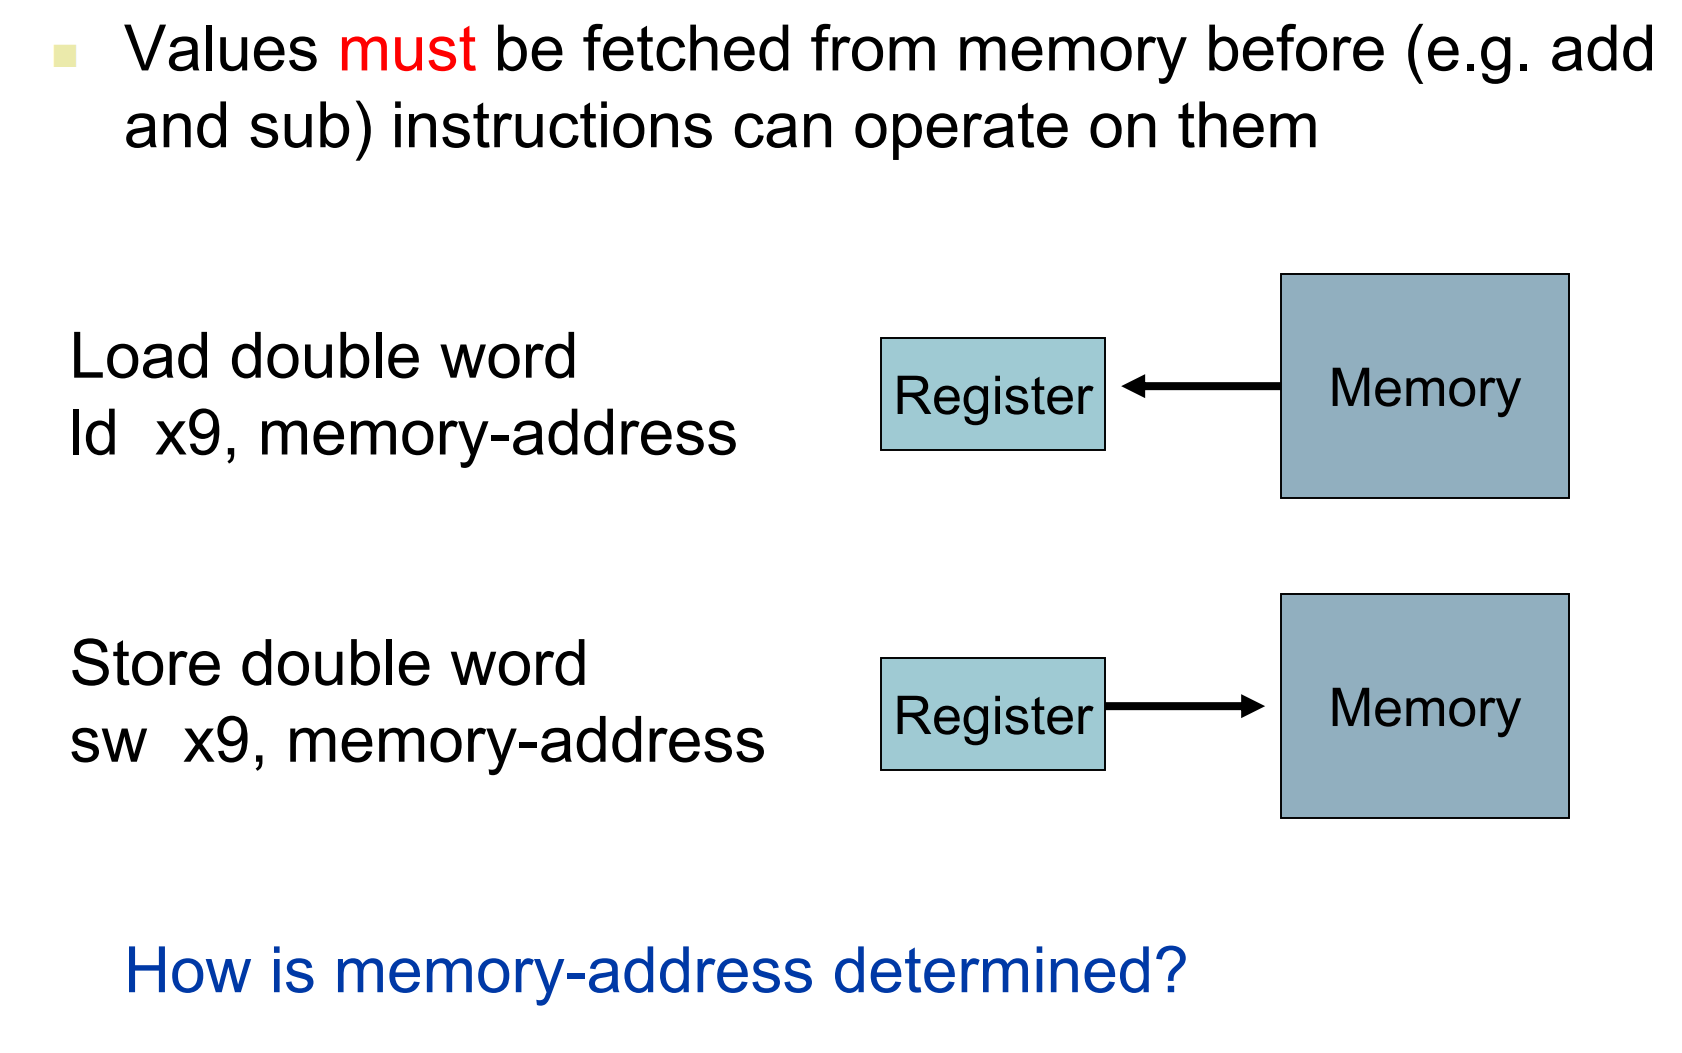 Values must be fetched from memory before (e.g. add
and sub) instructions can operate on them
Load double word
ld x9, memory-address
Register
Memory
Store double word
sw x9, memory-address
Register
Memory
How is memory-address determined?